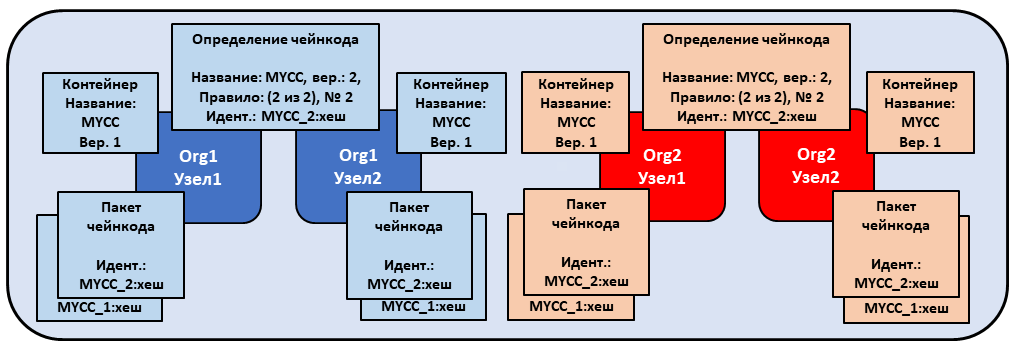 Определение чейнкода
Название: MYCC, вер.: 2,
Правило: (2 из 2), № 2
Идент.: MYCC_2:хеш
Контейнер
Название:
MYCC
Вер. 1
Контейнер
Название:
MYCC
Вер. 1
Org1
Узел1
Org1
Узел2
Пакет
чейнкода
Идент.:
MYCC_2:хеш
MYCC_1:хеш
Пакет
чейнкода
Идент.:
MYCC_2:хеш
MYCC_1:хеш
Определение чейнкода
Название: MYCC, вер.: 2,
Правило: (2 из 2), № 2
Идент.: MYCC_2:хеш
Контейнер
Название:
MYCC
Вер. 1
Контейнер
Название:
MYCC
Вер. 1
Org2
Узел1
Org2
Узел2
Пакет
чейнкода
Идент.:
MYCC_2:хеш
MYCC_1:хеш
Пакет
чейнкода
Идент.:
MYCC_2:хеш
MYCC_1:хеш